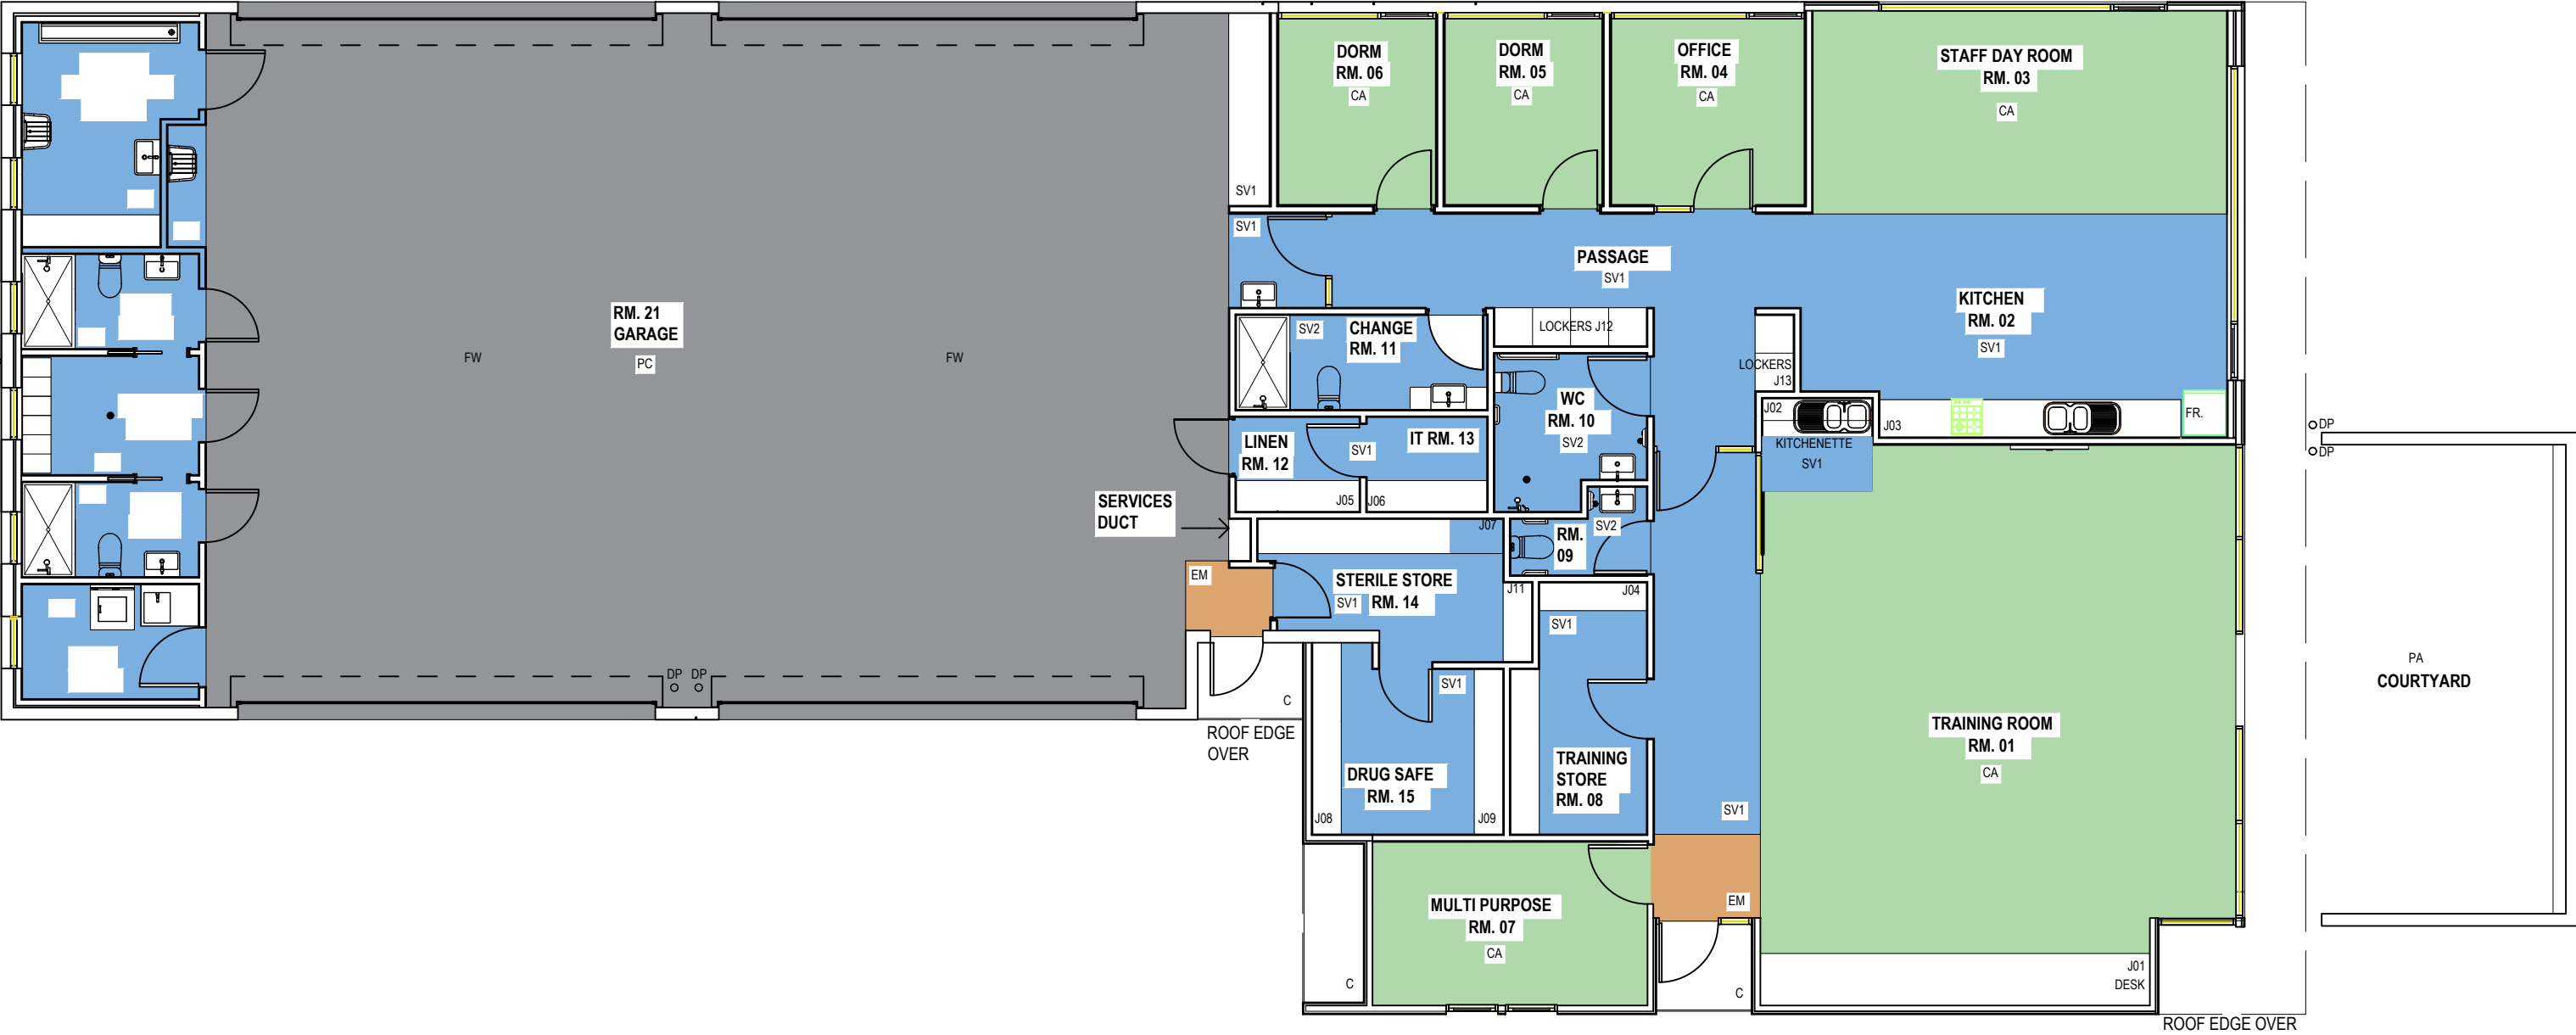 DORM
RM. 06
CA
DORM
RM. 05
CA
OFFICE
RM. 04
CA
STAFF DAY ROOM
RM. 03
CA
SV1
SV1
PASSAGE
SV1
KITCHEN
RM. 02
SV1
RM. 21
GARAGE
PC
FW
FW
SV2
CHANGE
RM. 11
LOCKERS J12
LOCKERS
J13
WC
RM. 10
SV2
J02
J03
FR.
KITCHENETTE
SV1
DP
DP
LINEN
RM. 12
SV1
IT RM. 13
J05
J06
SERVICES
DUCT
J07
RM.
09
SV2
EM
STERILE STORE
SV1
RM. 14
J11
J04
SV1
DP
DP
C
ROOF EDGE
OVER
SV1
DRUG SAFE
RM. 15
J08
J09
TRAINING
STORE
RM. 08
SV1
TRAINING ROOM
RM. 01
CA
PA
COURTYARD
EM
MULTI PURPOSE
RM. 07
CA
C
C
J01
DESK
ROOF EDGE OVER